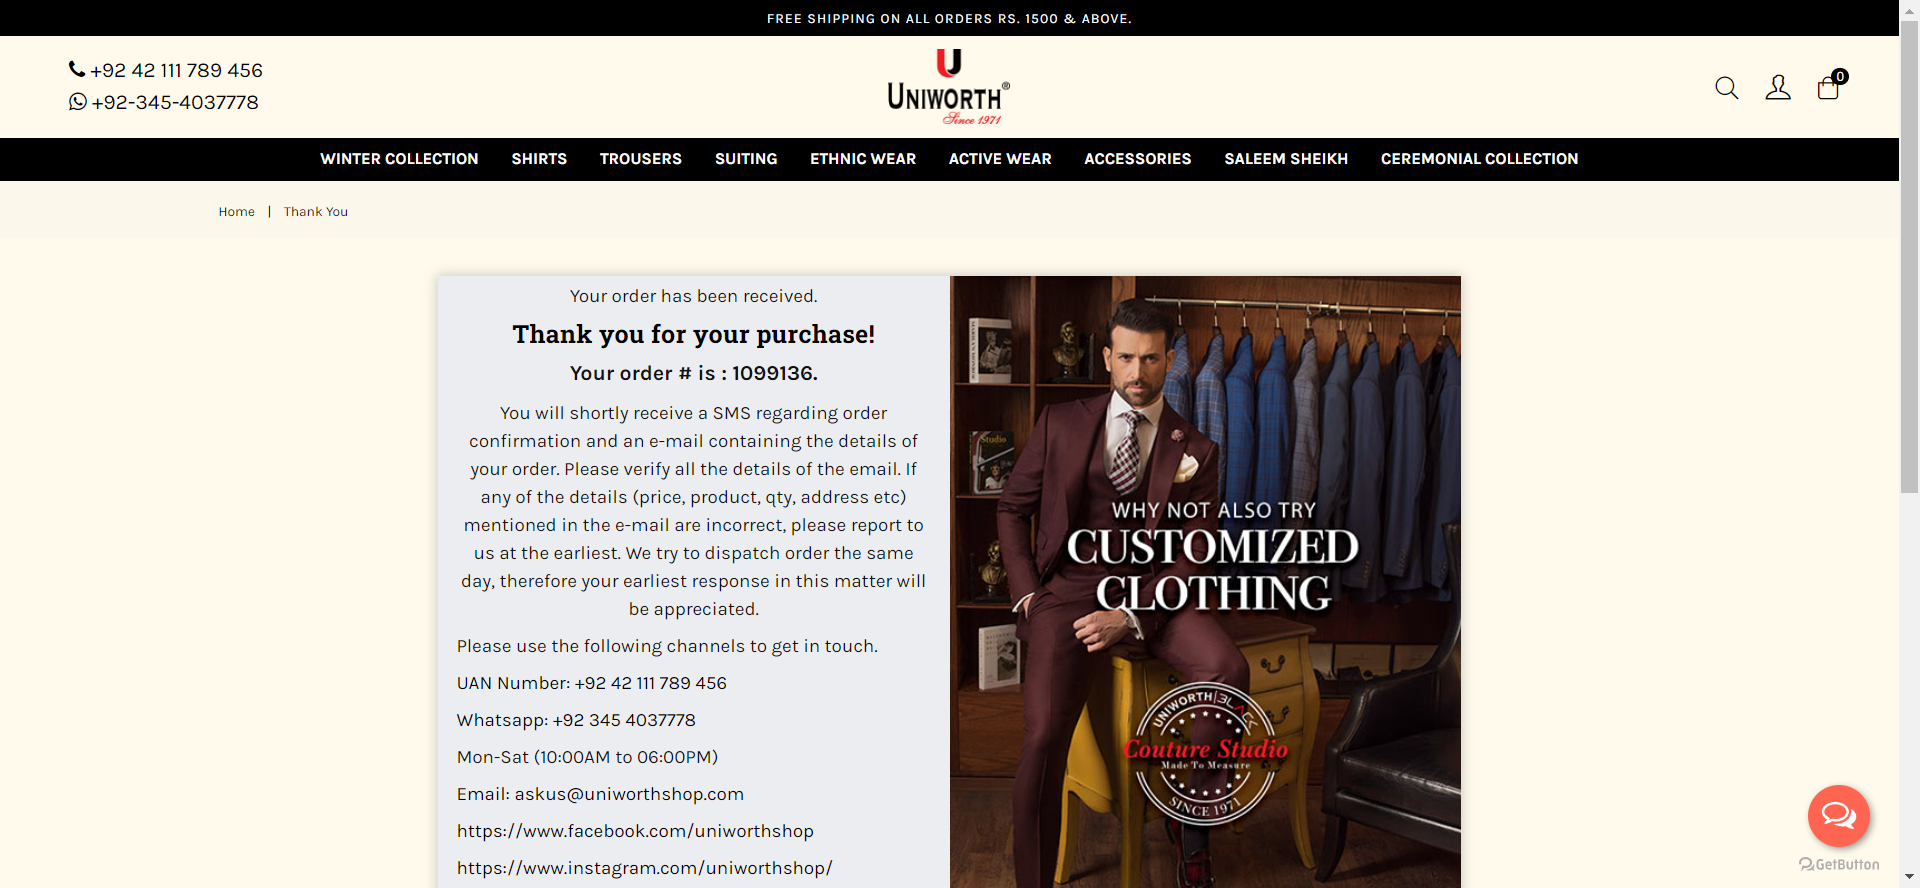 FREE SHIPPING ON ALL ORDERS RS. 1500 & ABOVE.
+92 42 111 789 456
+92-345-4037778
UNIWORTH®
Since 1971
0
WINTER COLLECTION SHIRTS TROUSERS SUITING ETHNIC WEAR ACTIVE WEAR ACCESSORIES SALEEM SHEIKH CEREMONIAL COLLECTION
Home | Thank You
Your order has been received.
Thank you for your purchase!
Your order # is : 1099136.
You will shortly receive a SMS regarding order
confirmation and an e-mail containing the details of
your order. Please verify all the details of the email. If
any of the details (price, product, qty, address etc)
mentioned in the e-mail are incorrect, please report to
us at the earliest. We try to dispatch order the same
day, therefore your earliest response in this matter will
be appreciated.
Please use the following channels to get in touch.
UAN Number: +92 42 111 789 456
Whatsapp: +92 345 4037778
Mon-Sat (10:00AM to 06:00PM)
Email: askus@uniworthshop.com
https://www.facebook.com/uniworthshop
https://www.instagram.com/uniworthshop/
Studio
WHY NOT ALSO TRY
CUSTOMIZED
CLOTHING
UNIWORTH|BLACK
Couture Studio
Made To Measure
SINCE 1971
GetButton